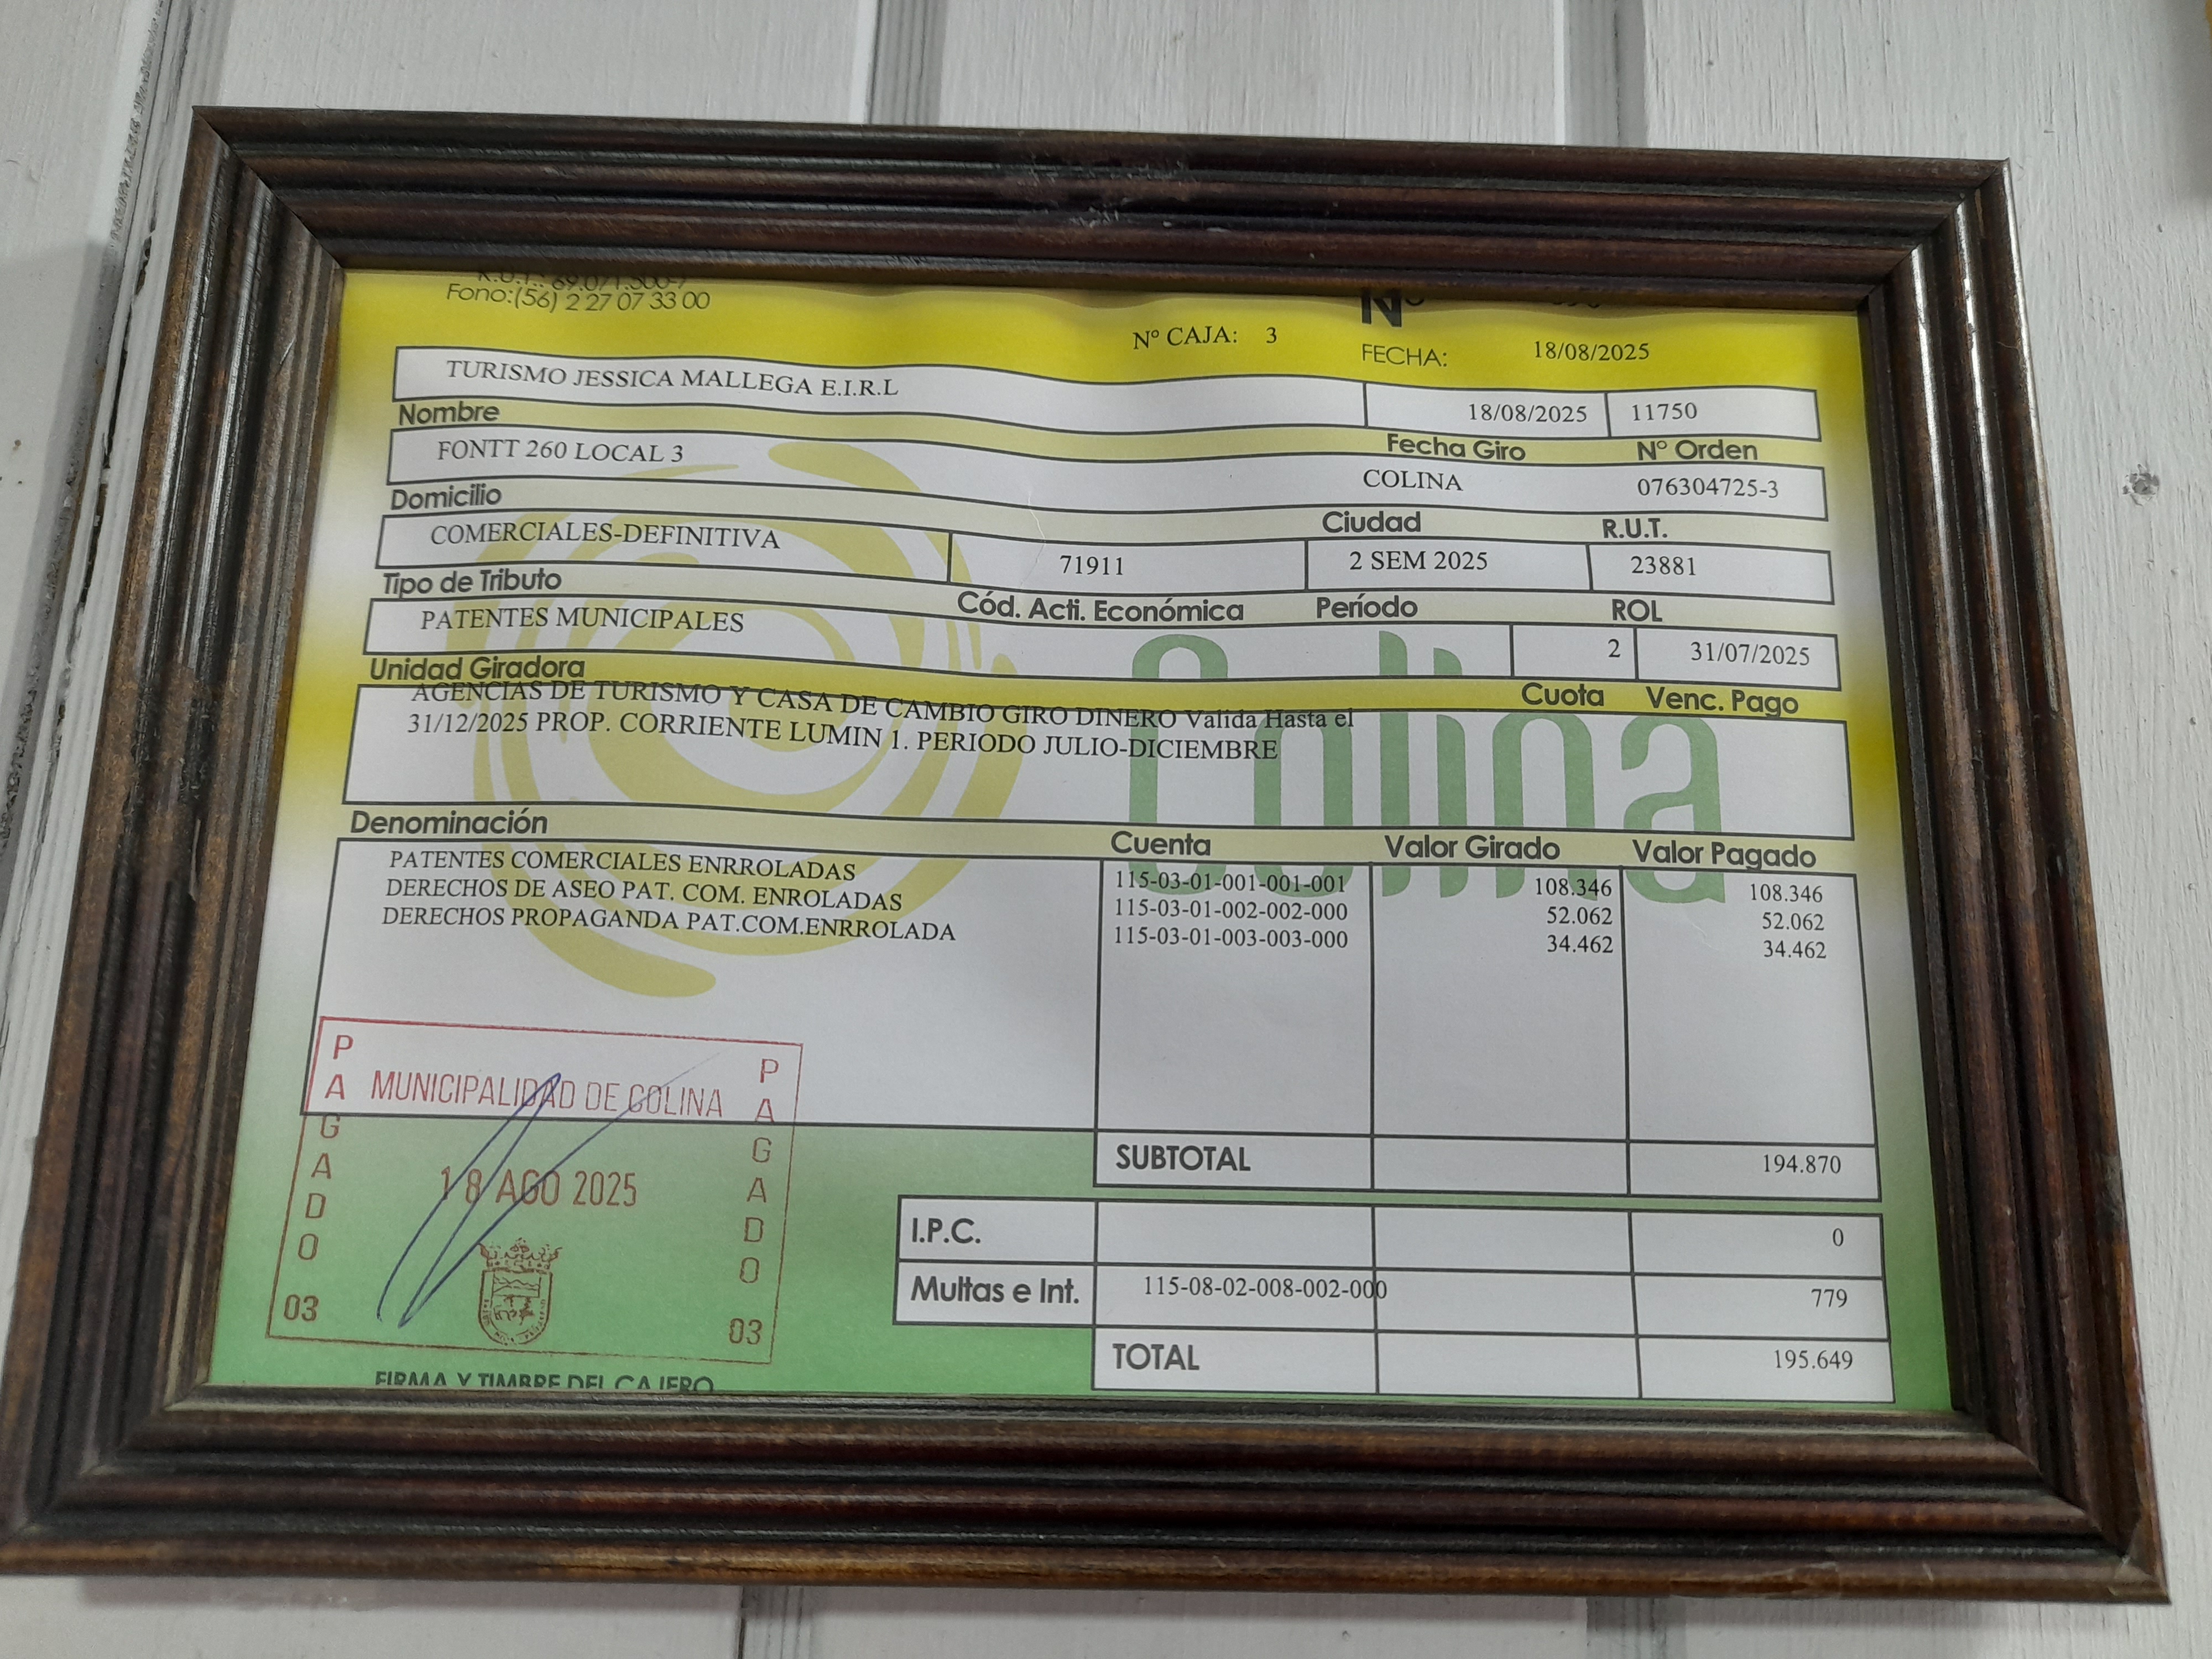 Fono:(56) 2 27 07 33 00
Nº
Nº CAJA: 3
FECHA: 18/08/2025
TURISMO JESSICA MALLEGA E.I.R.L 18/08/2025 11750
Nombre Fecha Giro Nº Orden
FONTT 260 LOCAL 3 COLINA 076304725-3
Domicilio Ciudad R.U.T.
COMERCIALES-DEFINITIVA 71911 2 SEM 2025 23881
Tipo de Tributo Cód. Acti. Económica Período ROL
PATENTES MUNICIPALES 2 31/07/2025
Unidad Giradora Cuota Venc. Pago
AGENCIAS DE TURISMO Y CASA DE CAMBIO GIRO DINERO Valida Hasta el
31/12/2025 PROP. CORRIENTE LUMIN 1. PERIODO JULIO-DICIEMBRE
Colina
Denominación Cuenta Valor Girado Valor Pagado
PATENTES COMERCIALES ENRROLADAS 115-03-01-001-001-001 108.346 108.346
DERECHOS DE ASEO PAT. COM. ENROLADAS 115-03-01-002-002-000 52.062 52.062
DERECHOS PROPAGANDA PAT.COM.ENRROLADA 115-03-01-003-003-000 34.462 34.462
SUBTOTAL 194.870
I.P.C. 0
Multas e Int. 115-08-02-008-002-000 779
TOTAL 195.649
PAGADO
MUNICIPALIDAD DE COLINA
PAGADO
18 AGO 2025
03
03
FIRMA Y TIMBRE DEL CAJERO